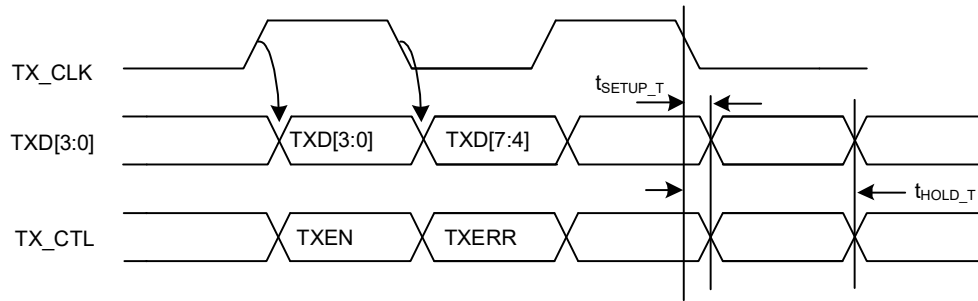 TX_CLK
tSETUP_T
TXD[3:0]
TXD[3:0]
TXD[7:4]
tHOLD_T
TX_CTL
TXEN
TXERR